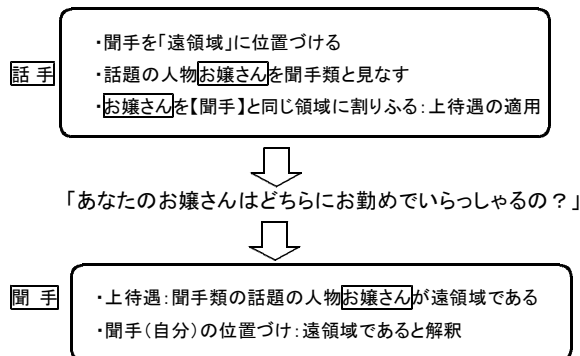 ・聞手を「遠領域」に位置づける
話手
・話題の人物お嬢さんを聞手類と見なす
・お嬢さんを【聞手】と同じ領域に割りふる：上待遇の適用
「あなたのお嬢さんはどちらにお勤めでいらっしゃるの？」
聞手
・上待遇：聞手類の話題の人物お嬢さんが遠領域である
・聞手（自分）の位置づけ：遠領域であると解釈